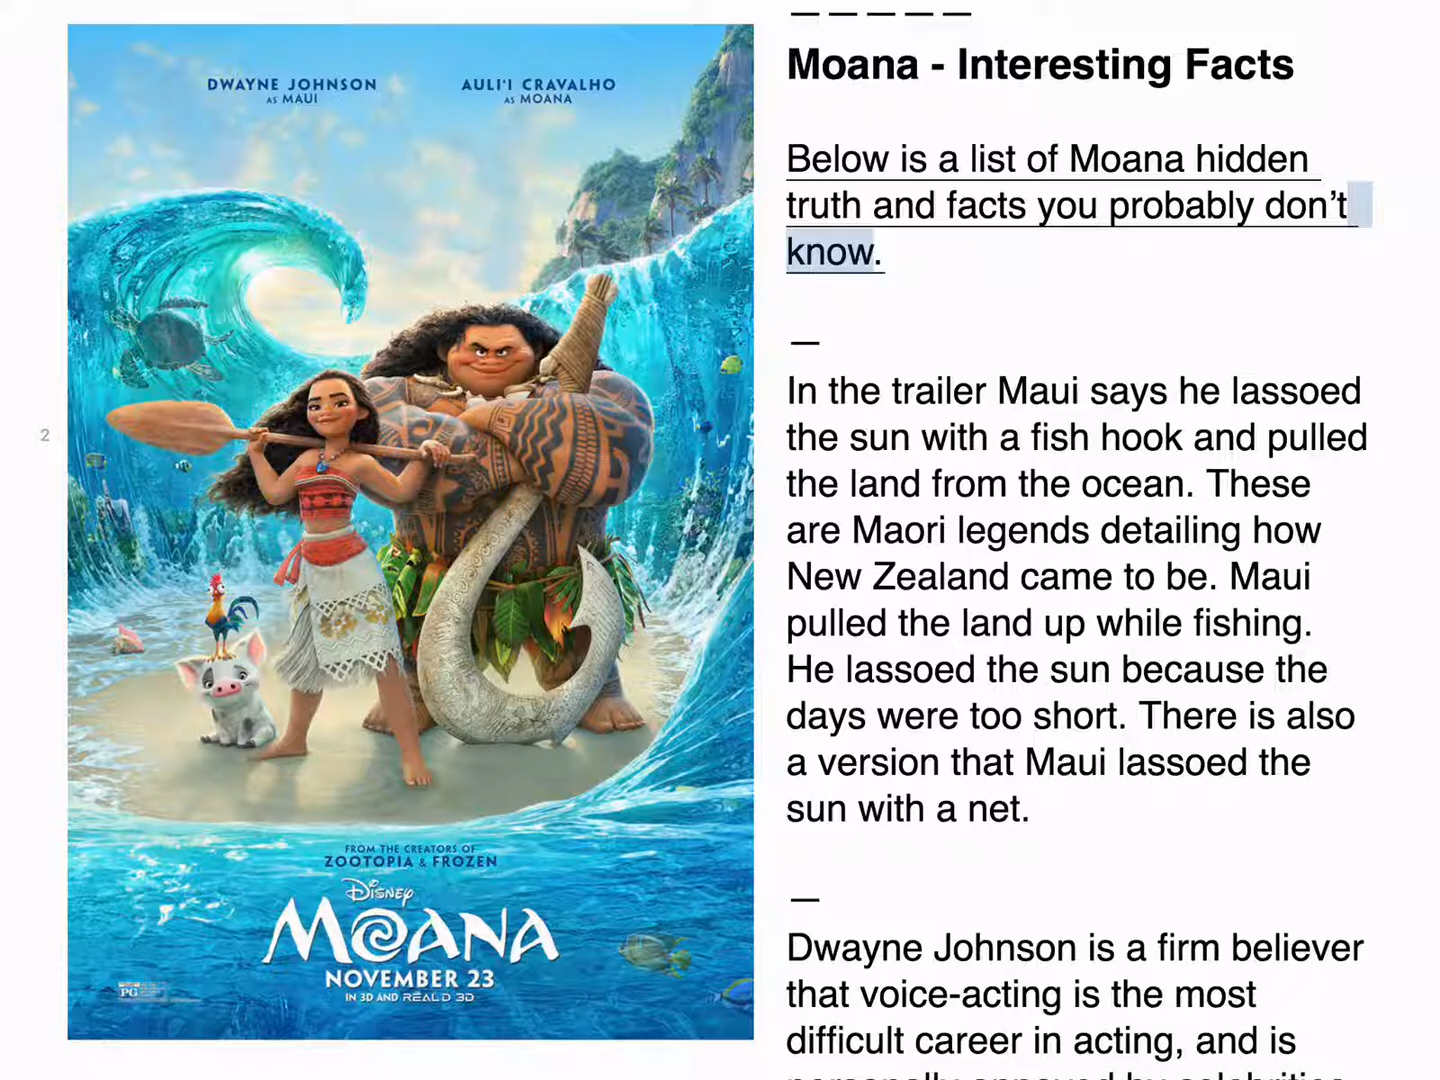 — — — — —
Moana - Interesting Facts
Below is a list of Moana hidden
truth and facts you probably don’t
know.
—
In the trailer Maui says he lassoed
the sun with a fish hook and pulled
the land from the ocean. These
are Maori legends detailing how
New Zealand came to be. Maui
pulled the land up while fishing.
He lassoed the sun because the
days were too short. There is also
a version that Maui lassoed the
sun with a net.
—
Dwayne Johnson is a firm believer
that voice-acting is the most
difficult career in acting, and is
2
DWAYNE JOHNSON
AS MAUI
AULI'I CRAVALHO
AS MOANA
FROM THE CREATORS OF
ZOOTOPIA & FROZEN
DISNEY
MOANA
NOVEMBER 23
IN 3D AND REAL D 3D
PG